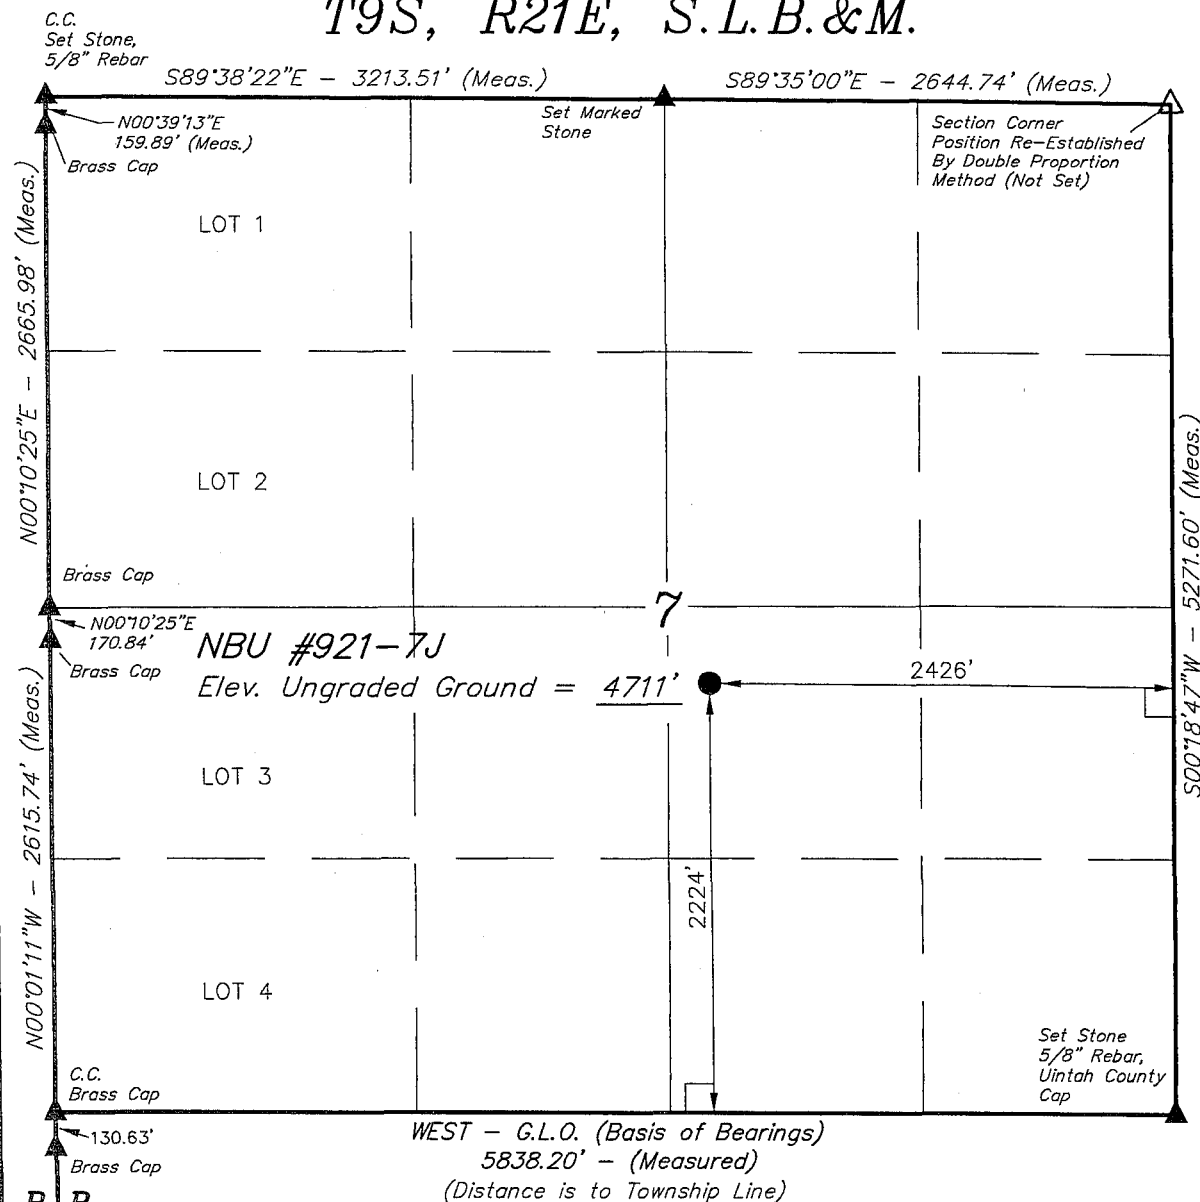 T9S, R21E, S.L.B.&M.
C.C.
Set Stone,
5/8" Rebar
S89°38'22"E - 3213.51' (Meas.)
S89°35'00"E - 2644.74' (Meas.)
N00°39'13"E
159.89' (Meas.)
Brass Cap
Set Marked
Stone
Section Corner
Position Re-Established
By Double Proportion
Method (Not Set)
LOT 1
N00°10'25"E - 2665.98' (Meas.)
LOT 2
S00°18'47"W - 5271.60' (Meas.)
Brass Cap
7
N00°10'25"E
170.84'
Brass Cap
NBU #921-7J
Elev. Ungraded Ground = 4711'
2426'
N00°01'11"W - 2615.74' (Meas.)
LOT 3
2224'
LOT 4
Set Stone
5/8" Rebar,
Uintah County
Cap
C.C.
Brass Cap
130.63'
Brass Cap
WEST - G.L.O. (Basis of Bearings)
5838.20' - (Measured)
(Distance is to Township Line)